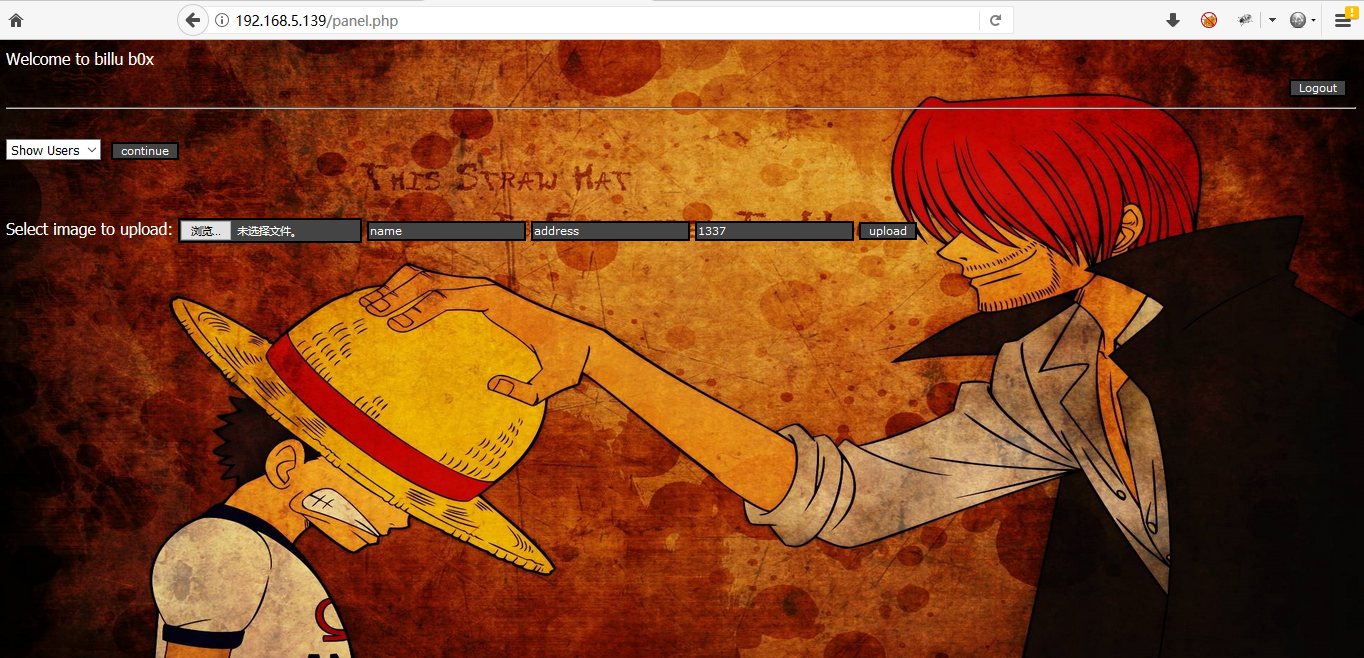 192.168.5.139/panel.php
Welcome to billu b0x
Logout
Show Users continue
This Straw Hat
Select image to upload: 浏览... 未选择文件。 name address 1337 upload